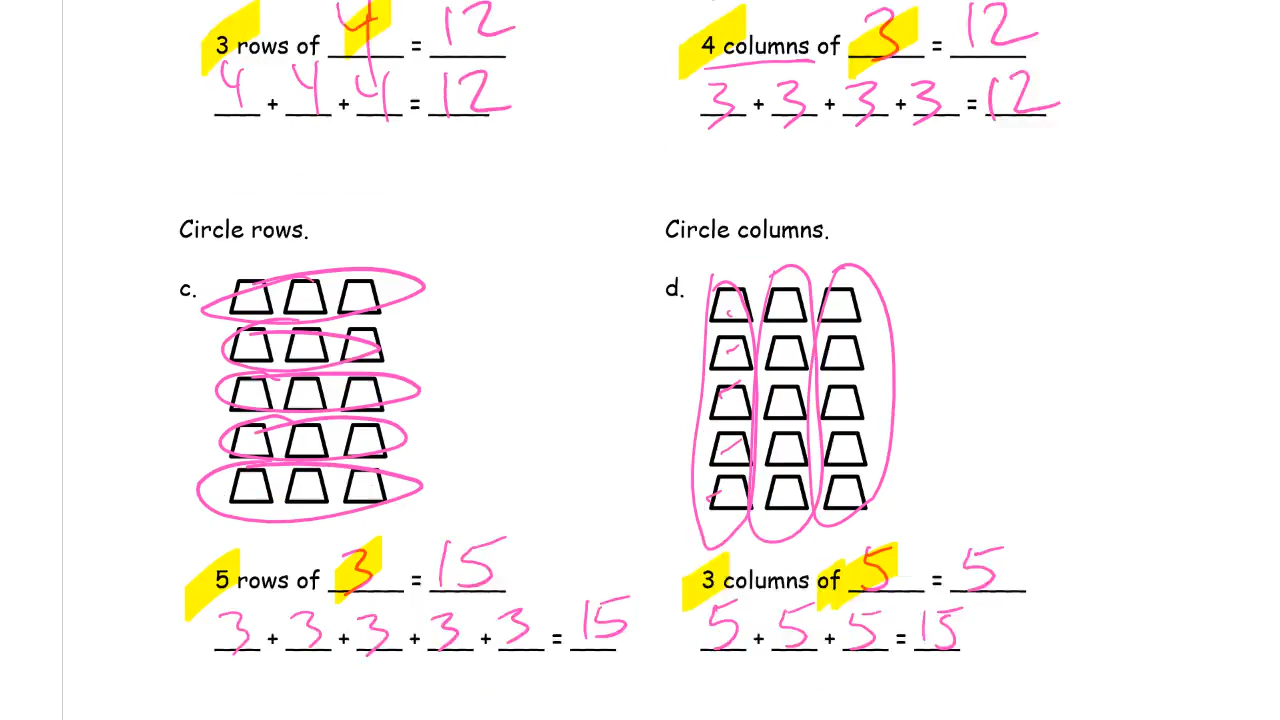 3 rows of 4 = 12
4 + 4 + 4 = 12
4 columns of 3 = 12
3 + 3 + 3 + 3 = 12
Circle rows.
c.
5 rows of 3 = 15
3 + 3 + 3 + 3 + 3 = 15
Circle columns.
d.
3 columns of 5 = 5
5 + 5 + 5 = 15